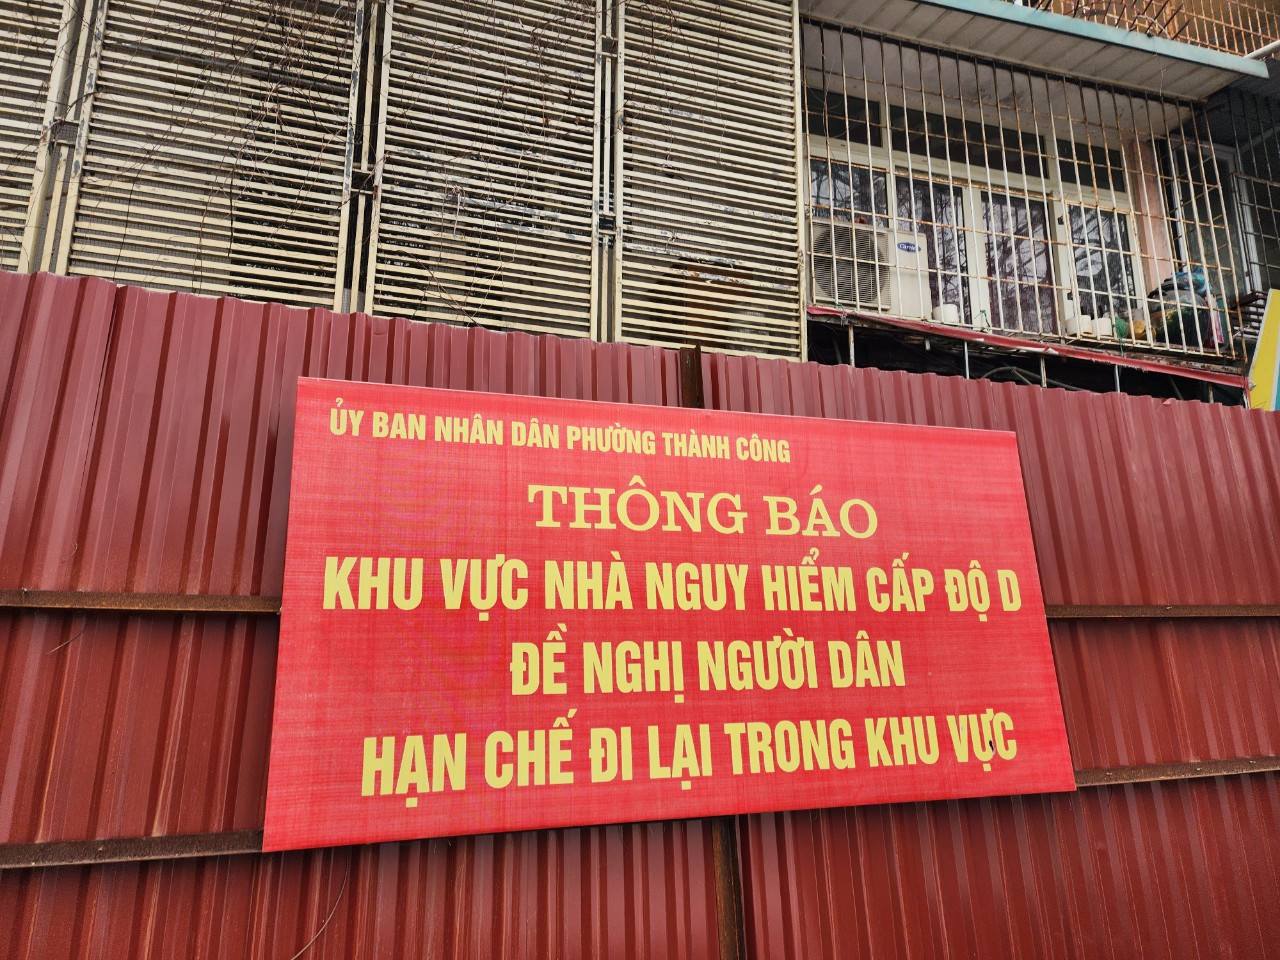 ỦY BAN NHÂN DÂN PHƯỜNG THÀNH CÔNG
THÔNG BÁO
KHU VỰC NHÀ NGUY HIỂM CẤP ĐỘ D
ĐỀ NGHỊ NGƯỜI DÂN
HẠN CHẾ ĐI LẠI TRONG KHU VỰC
Carrier